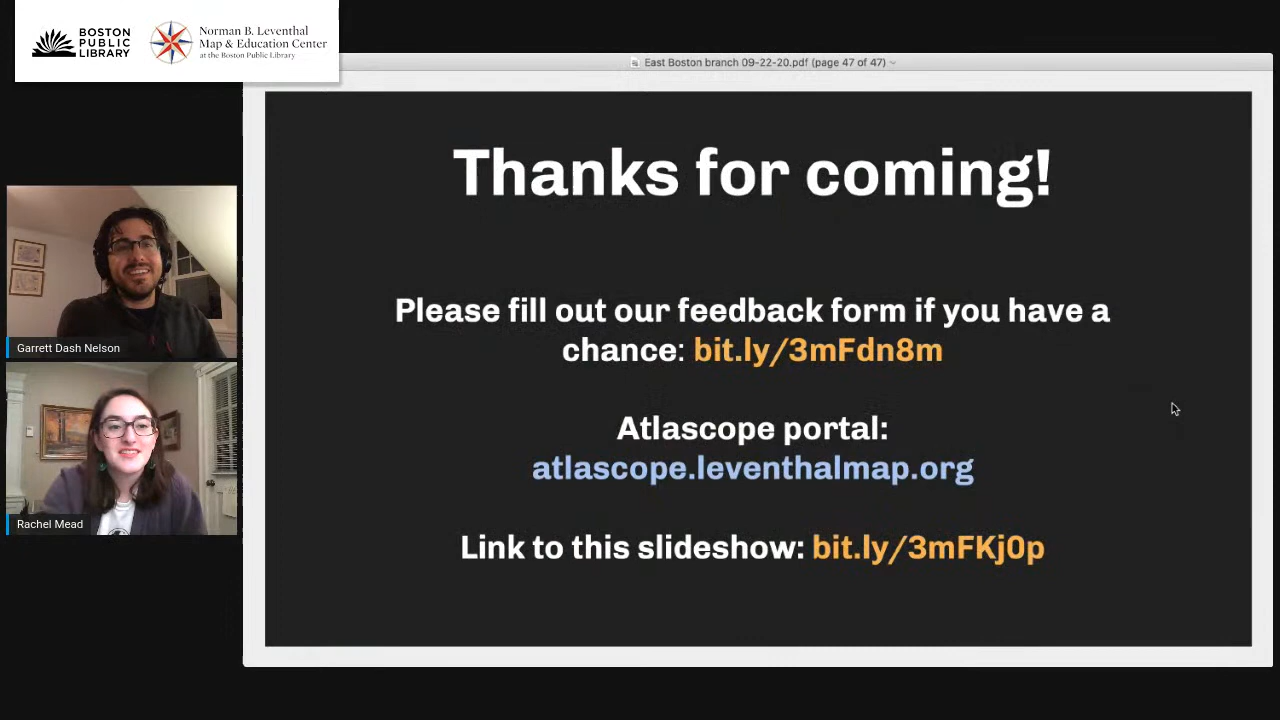 BOSTON
PUBLIC
LIBRARY
Norman B. Leventhal
Map & Education Center
at the Boston Public Library
East Boston branch 09-22-20.pdf (page 47 of 47)
Thanks for coming!
Please fill out our feedback form if you have a
chance: bit.ly/3mFdn8m
Atlascope portal:
atlascope.leventhalmap.org
Link to this slideshow: bit.ly/3mFKj0p
Garrett Dash Nelson
Rachel Mead